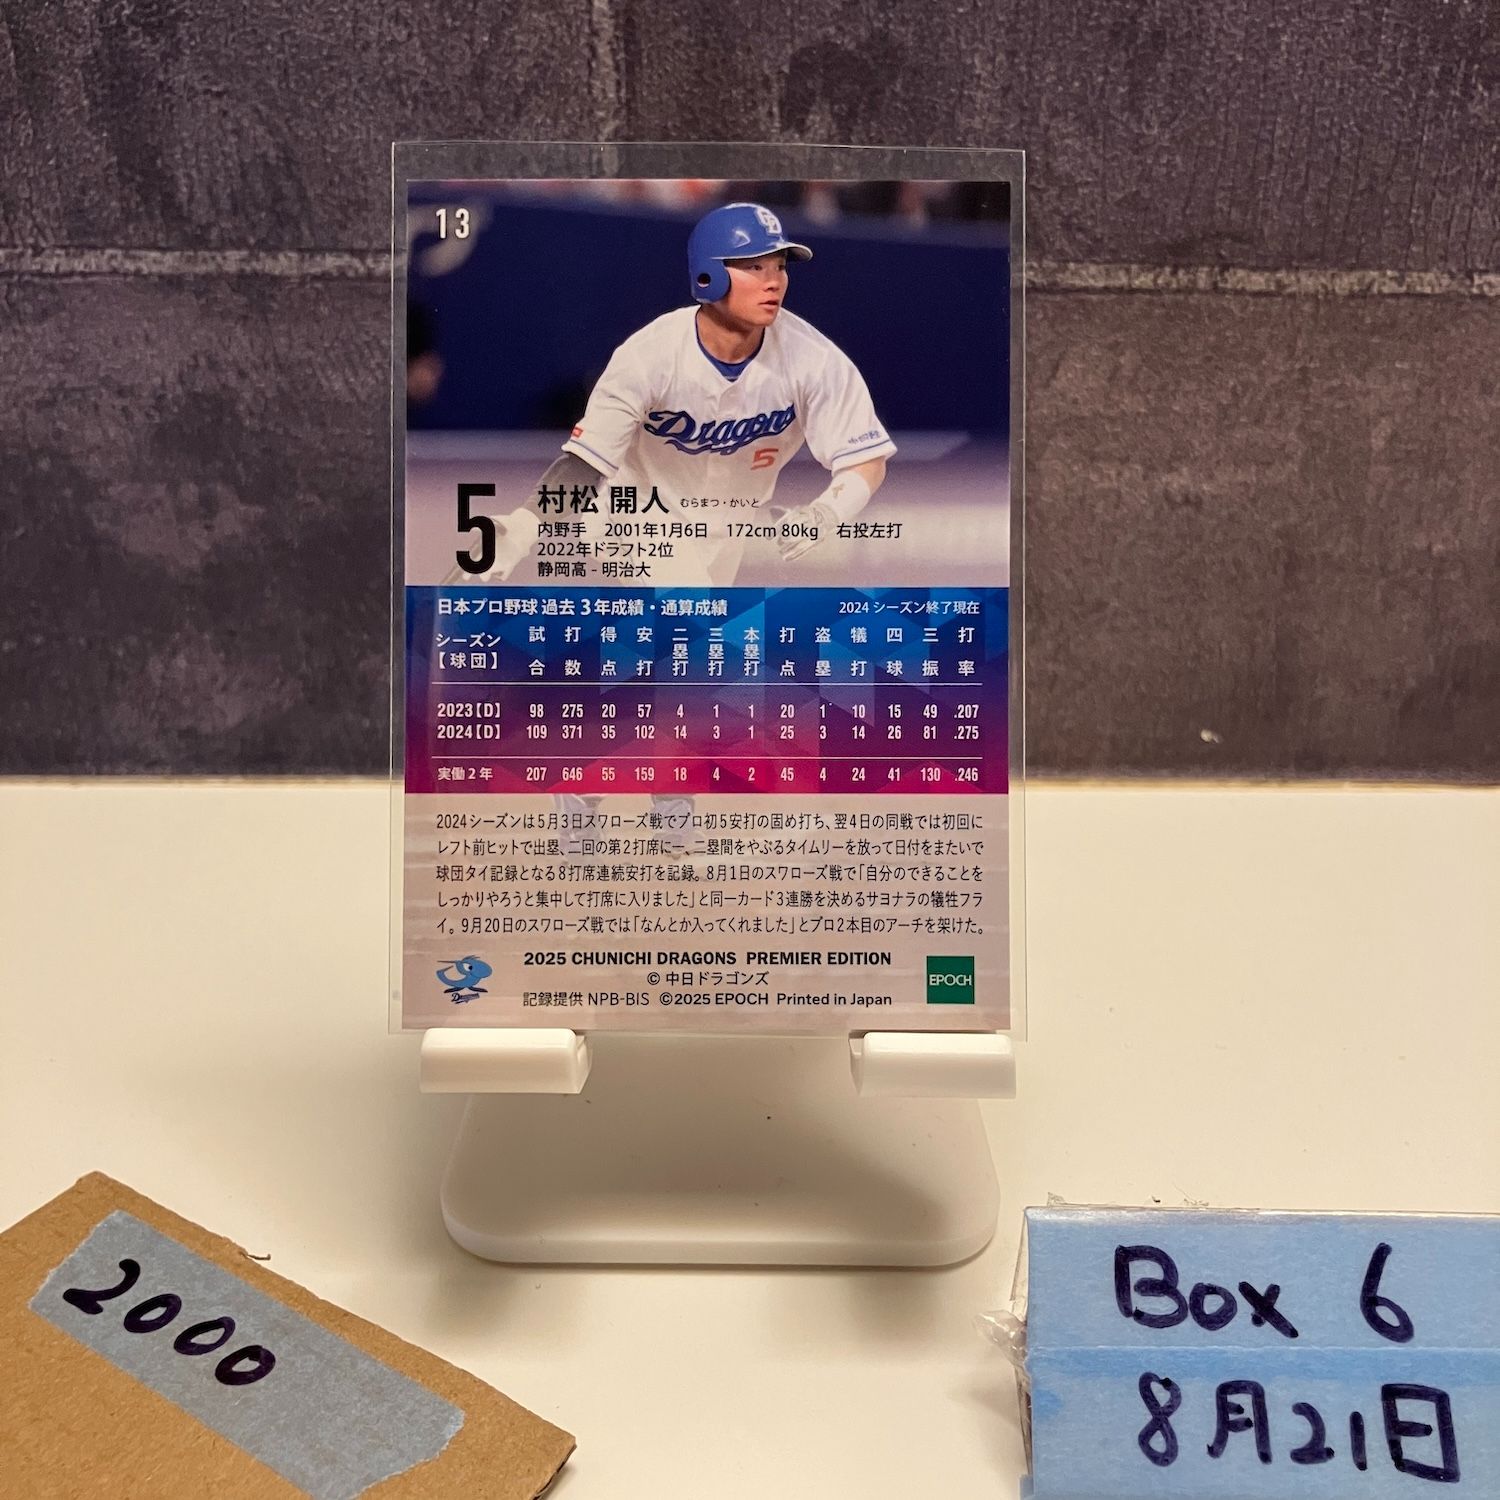 13
Dragons
5
5
村松 開人 むらまつ・かいと
内野手 2001年1月6日 172cm 80kg 右投左打
2022年ドラフト2位
静岡高 - 明治大
日本プロ野球 過去3年成績・通算成績 2024 シーズン終了現在
シーズン【球団】 試合 打数 得点 安打 二塁打 三塁打 本塁打 打点 盗塁 犠打 四球 三振 打率
2023【D】 98 275 20 57 4 1 1 20 1 10 15 49 .207
2024【D】 109 371 35 102 14 3 1 25 3 14 26 81 .275
実働2年 207 646 55 159 18 4 2 45 4 24 41 130 .246
2024シーズンは5月3日スワローズ戦でプロ初5安打の固め打ち、翌4日の同戦では初回に
レフト前ヒットで出塁、二回の第2打席に一、二塁間をやぶるタイムリーを放って日付をまたいで
球団タイ記録となる8打席連続安打を記録。8月1日のスワローズ戦で「自分のできることを
しっかりやろうと集中して打席に入りました」と同一カード3連勝を決めるサヨナラの犠牲フラ
イ。9月20日のスワローズ戦では「なんとか入ってくれました」とプロ2本目のアーチを架けた。
2025 CHUNICHI DRAGONS PREMIER EDITION
© 中日ドラゴンズ
記録提供 NPB-BIS ©2025 EPOCH Printed in Japan
Dragons
EPOCH
2000
Box 6
8月21日